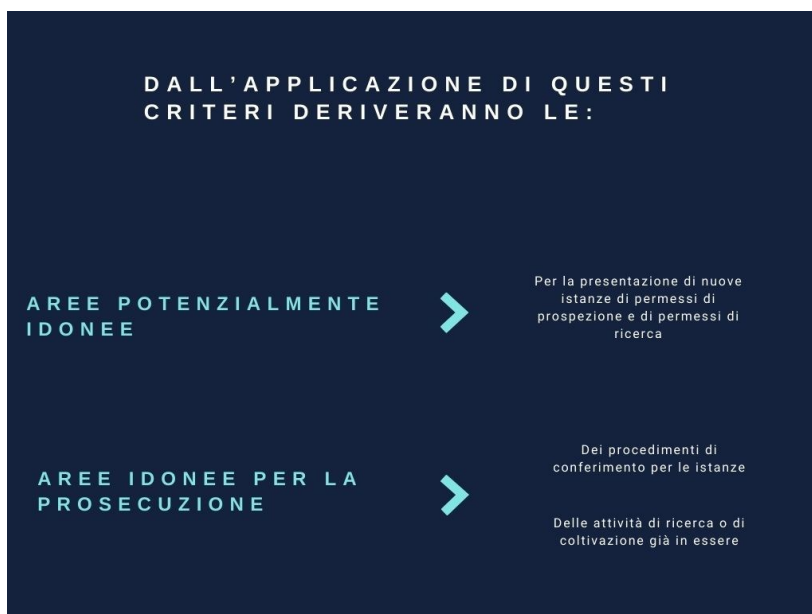 DALL'APPLICAZIONE DI QUESTI
CRITERI DERIVERANNO LE:
AREE POTENZIALMENTE
IDONEE
Per la presentazione di nuove
istanze di permessi di
prospezione e di permessi di
ricerca
AREE IDONEE PER LA
PROSECUZIONE
Dei procedimenti di
conferimento per le istanze
Delle attività di ricerca o di
coltivazione già in essere